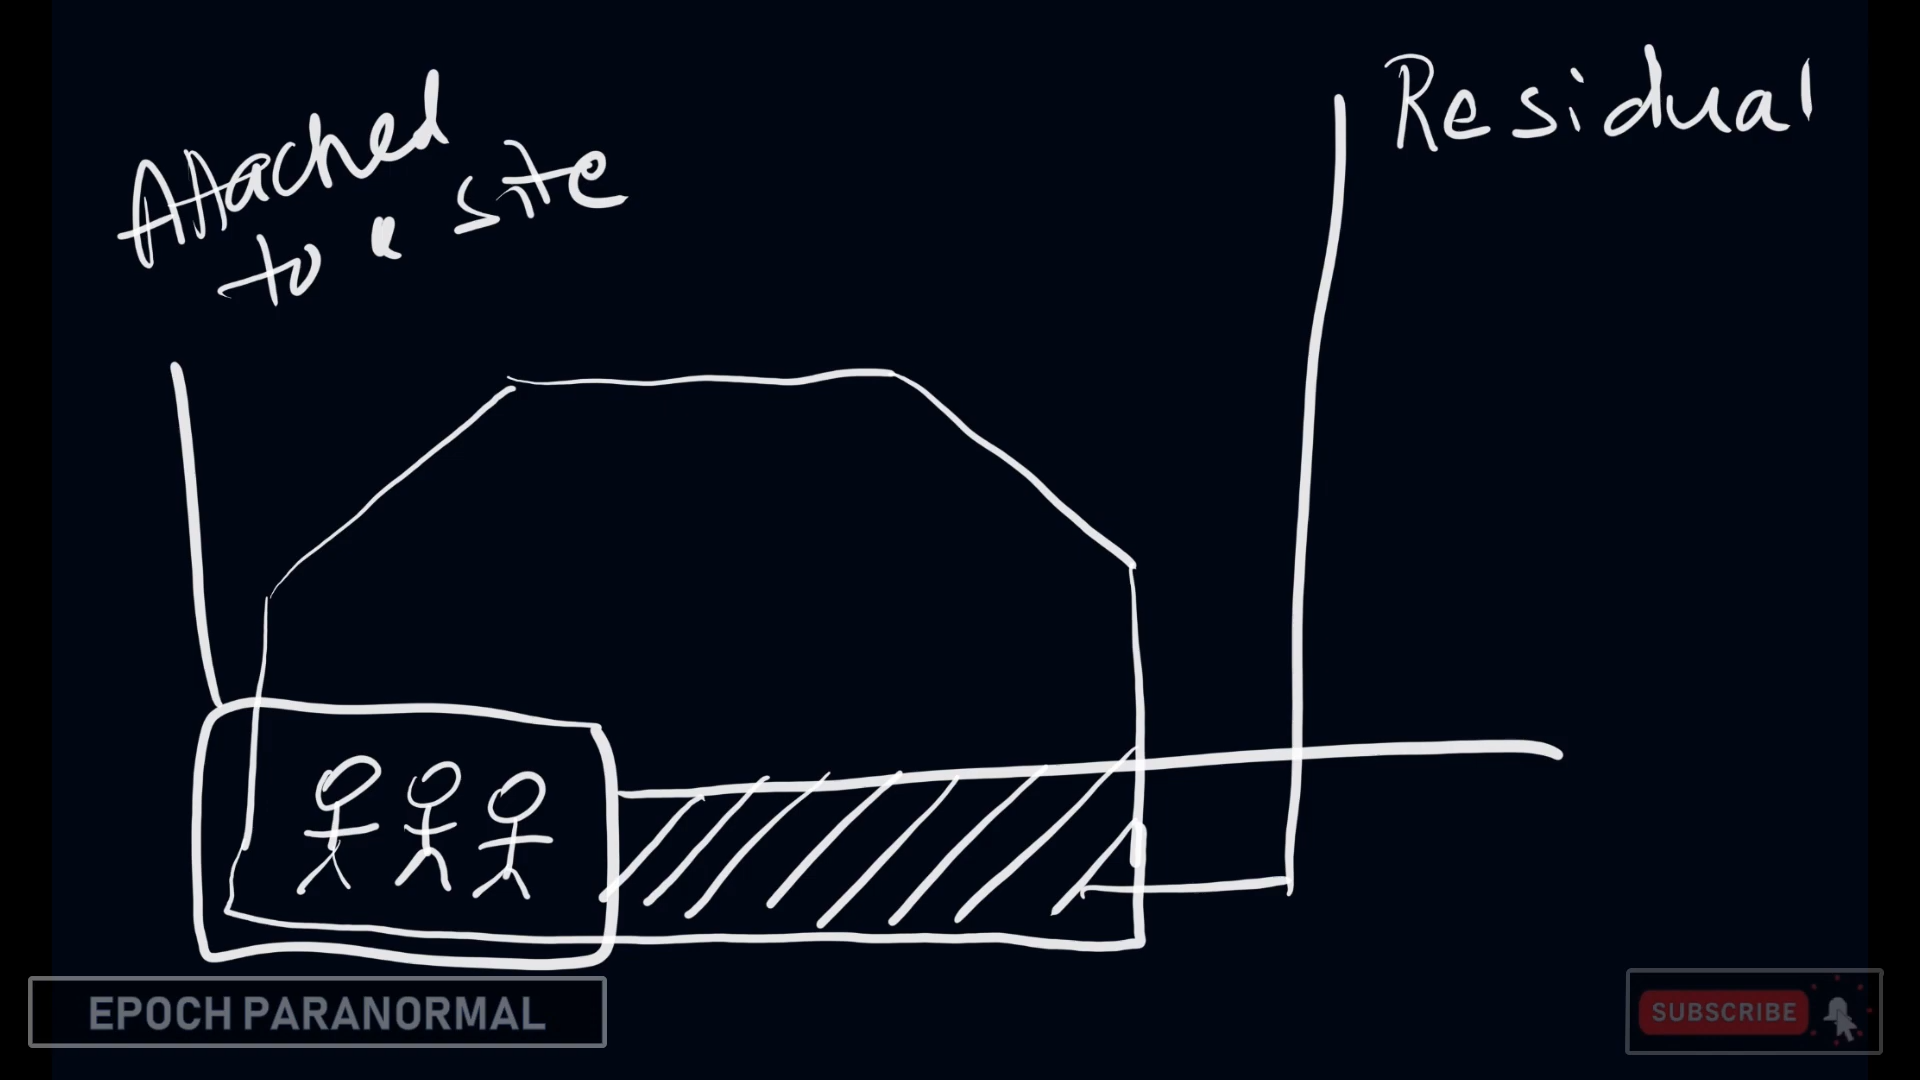 Attached
to a site
Residual
EPOCH PARANORMAL
SUBSCRIBE